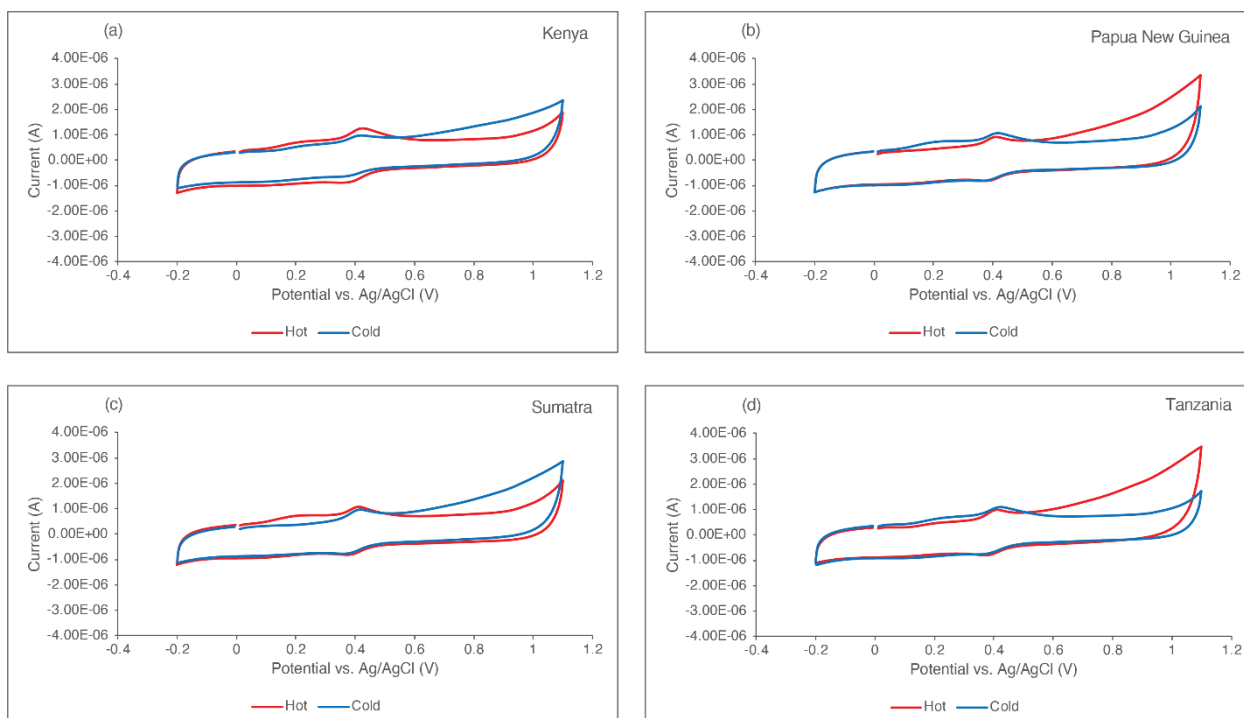 (a)
Kenya
4.00E-06
3.00E-06
2.00E-06
1.00E-06
0.00E+00
-1.00E-06
-2.00E-06
-3.00E-06
-4.00E-06
Current (A)
-0.4 -0.2 0 0.2 0.4 0.6 0.8 1 1.2
Potential vs. Ag/AgCl (V)
Hot Cold
(b)
Papua New Guinea
4.00E-06
3.00E-06
2.00E-06
1.00E-06
0.00E+00
-1.00E-06
-2.00E-06
-3.00E-06
-4.00E-06
Current (A)
-0.4 -0.2 0 0.2 0.4 0.6 0.8 1 1.2
Potential vs. Ag/AgCl (V)
Hot Cold
(c)
Sumatra
4.00E-06
3.00E-06
2.00E-06
1.00E-06
0.00E+00
-1.00E-06
-2.00E-06
-3.00E-06
-4.00E-06
Current (A)
-0.4 -0.2 0 0.2 0.4 0.6 0.8 1 1.2
Potential vs. Ag/AgCl (V)
Hot Cold
(d)
Tanzania
4.00E-06
3.00E-06
2.00E-06
1.00E-06
0.00E+00
-1.00E-06
-2.00E-06
-3.00E-06
-4.00E-06
Current (A)
-0.4 -0.2 0 0.2 0.4 0.6 0.8 1 1.2
Potential vs. Ag/AgCl (V)
Hot Cold